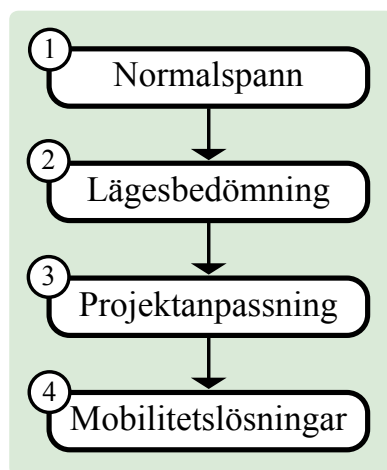 1
Normalspann
2
Lägesbedömning
3
Projektanpassning
4
Mobilitetslösningar